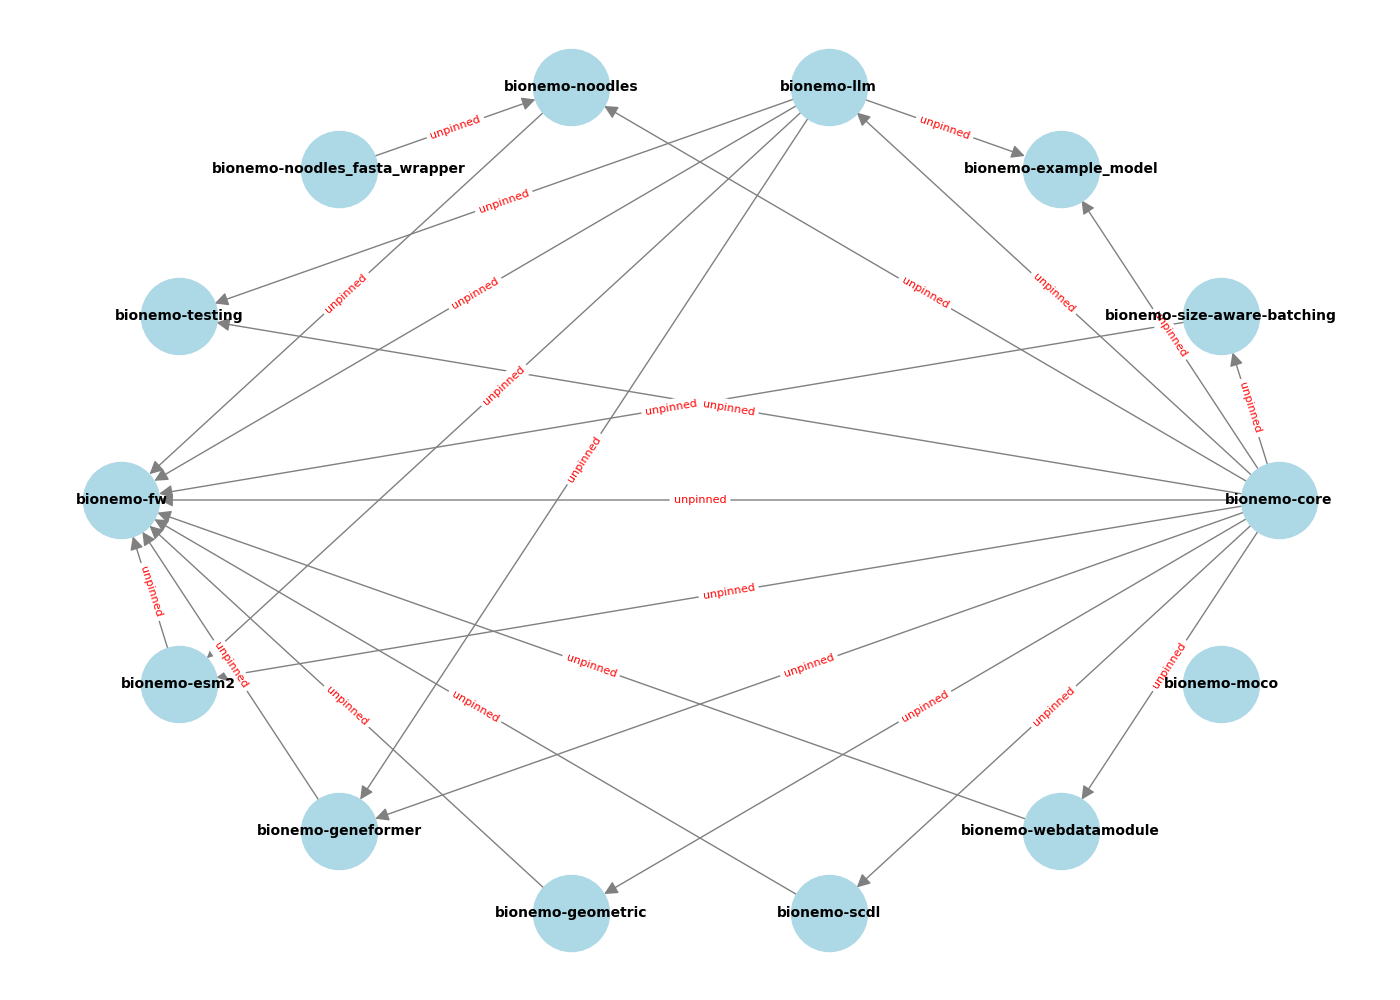 bionemo-noodles
bionemo-llm
unpinned
unpinned
bionemo-noodles_fasta_wrapper
bionemo-example_model
unpinned
unpinned
unpinned
unpinned
unpinned
bionemo-testing
bionemo-size-aware-batching
unpinned
unpinned
unpinned
unpinned
unpinned
unpinned
bionemo-fw
unpinned
bionemo-core
unpinned
unpinned
unpinned
unpinned
unpinned
unpinned
bionemo-esm2
bionemo-moco
unpinned
unpinned
unpinned
unpinned
bionemo-geneformer
bionemo-webdatamodule
bionemo-geometric
bionemo-scdl